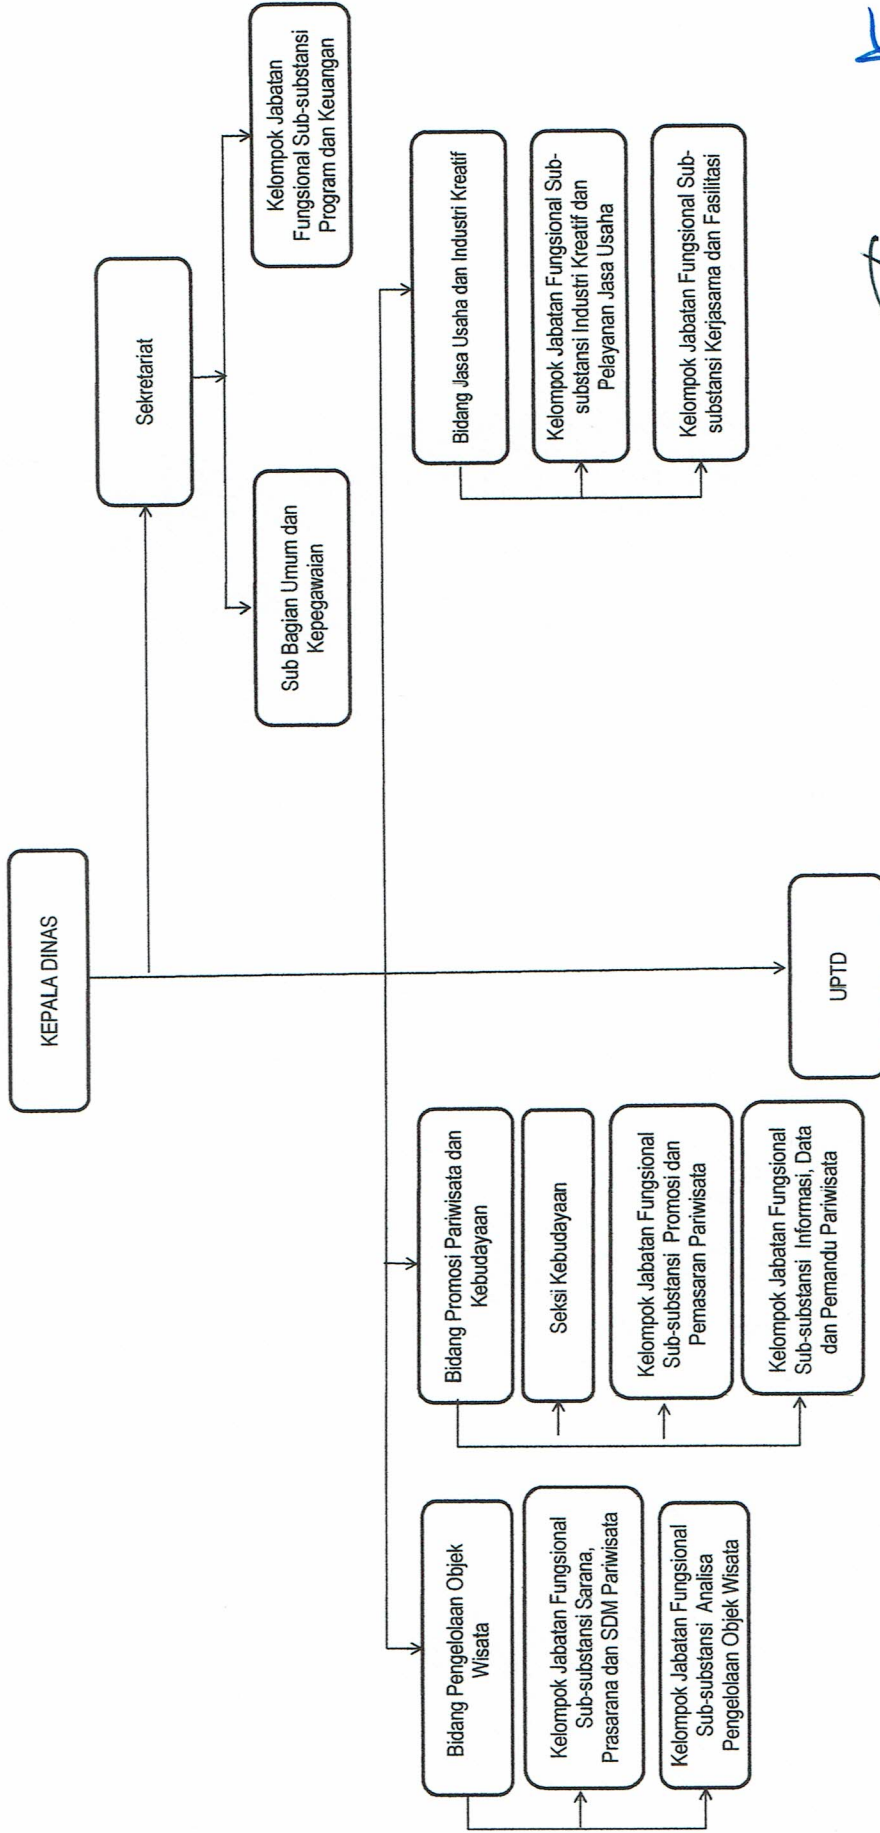 KEPALA DINAS
Sekretariat
Sub Bagian Umum dan
Kepegawaian
Kelompok Jabatan
Fungsional Sub-substansi
Program dan Keuangan
Bidang Pengelolaan Objek
Wisata
Kelompok Jabatan Fungsional
Sub-substansi Sarana,
Prasarana dan SDM Pariwisata
Kelompok Jabatan Fungsional
Sub-substansi Analisa
Pengelolaan Objek Wisata
Bidang Promosi Pariwisata dan
Kebudayaan
Seksi Kebudayaan
Kelompok Jabatan Fungsional
Sub-substansi Promosi dan
Pemasaran Pariwisata
Kelompok Jabatan Fungsional
Sub-substansi Informasi, Data
dan Pemandu Pariwisata
Bidang Jasa Usaha dan Industri Kreatif
Kelompok Jabatan Fungsional Sub-
substansi Industri Kreatif dan
Pelayanan Jasa Usaha
Kelompok Jabatan Fungsional Sub-
substansi Kerjasama dan Fasilitasi
UPTD